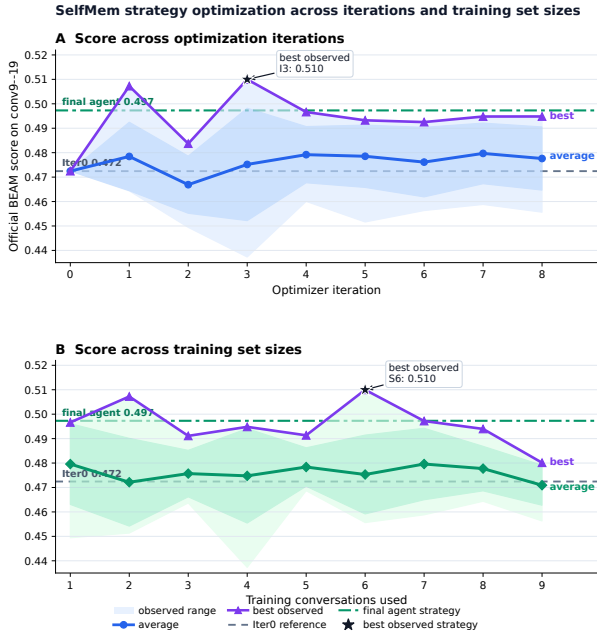 SelfMem strategy optimization across iterations and training set sizes
A Score across optimization iterations
best observed
I3: 0.510
0.52
0.51
0.50
0.49
0.48
0.47
0.46
0.45
0.44
final agent 0.497
Iter0 0.472
best
average
Official BEAM score on conv9--19
0 1 2 3 4 5 6 7 8
Optimizer iteration
B Score across training set sizes
best observed
S6: 0.510
0.52
0.51
0.50
0.49
0.48
0.47
0.46
0.45
0.44
final agent 0.497
Iter0 0.472
best
average
1 2 3 4 5 6 7 8 9
Training conversations used
observed range best observed final agent strategy
average Iter0 reference best observed strategy